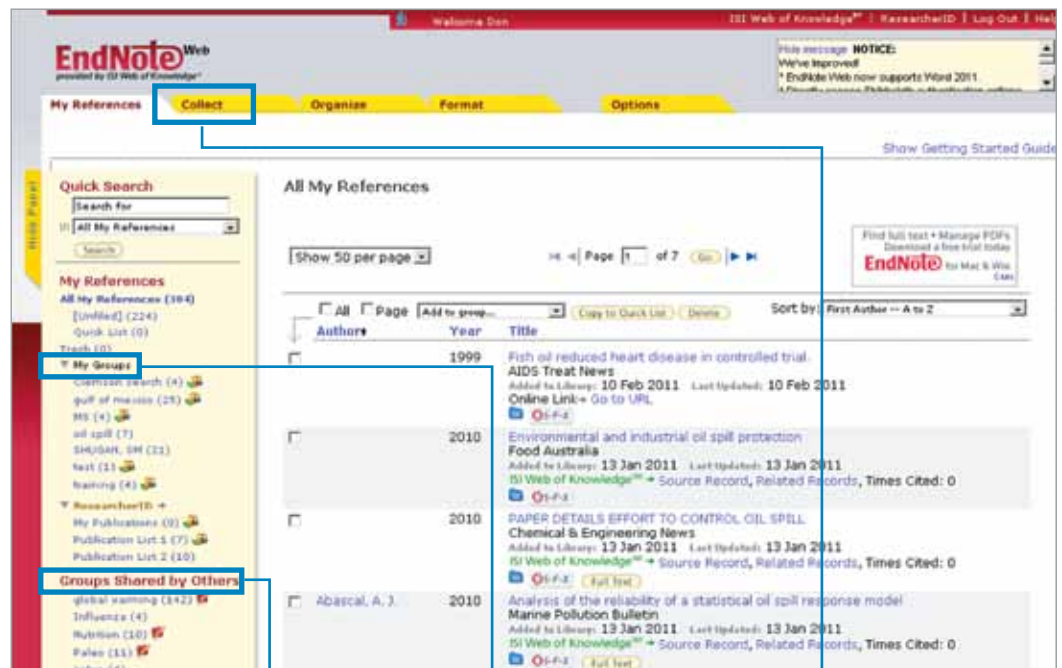 Welcome Don
ISI Web of Knowledge℠ | ResearcherID | Log Out | Help
EndNote Web
provided by ISI Web of Knowledge℠
Hide message NOTICE:
We've Improved!
* EndNote Web now supports Word 2011
My References
Collect
Organize
Format
Options
Show Getting Started Guide
Hide Panel
Quick Search
Search for
in All My References
Search
My References
All My References (384)
[Unfiled] (224)
Quick List (0)
Trash (0)
▼ My Groups
Clemson search (4)
gulf of mexico (25)
MS (4)
oil spill (7)
SHUGAN, SM (21)
test (1)
training (4)
▼ ResearcherID
My Publications (0)
Publication List 1 (7)
Publication List 2 (10)
Groups Shared by Others
global warming (142)
Influenza (4)
Nutrition (10)
Paleo (11)
All My References
Show 50 per page
Page 1 of 7 Go
Find full text • Manage PDFs
Download a free trial today
EndNote for Mac & Win
All Page Add to group... Copy to Quick List Delete
Sort by: First Author -- A to Z
Author Year Title
1999 Fish oil reduced heart disease in controlled trial
AIDS Treat News
Added to Library: 10 Feb 2011 Last Updated: 10 Feb 2011
Online Link→ Go to URL
S-F-X
2010 Environmental and industrial oil spill protection
Food Australia
Added to Library: 13 Jan 2011 Last Updated: 13 Jan 2011
ISI Web of Knowledge℠ → Source Record, Related Records, Times Cited: 0
S-F-X
2010 PAPER DETAILS EFFORT TO CONTROL OIL SPILL
Chemical & Engineering News
Added to Library: 13 Jan 2011 Last Updated: 13 Jan 2011
ISI Web of Knowledge℠ → Source Record, Related Records, Times Cited: 0
S-F-X Full Text
Abascal, A. J. 2010 Analysis of the reliability of a statistical oil spill response model
Marine Pollution Bulletin
Added to Library: 13 Jan 2011 Last Updated: 13 Jan 2011
ISI Web of Knowledge℠ → Source Record, Related Records, Times Cited: 0
S-F-X Full Text